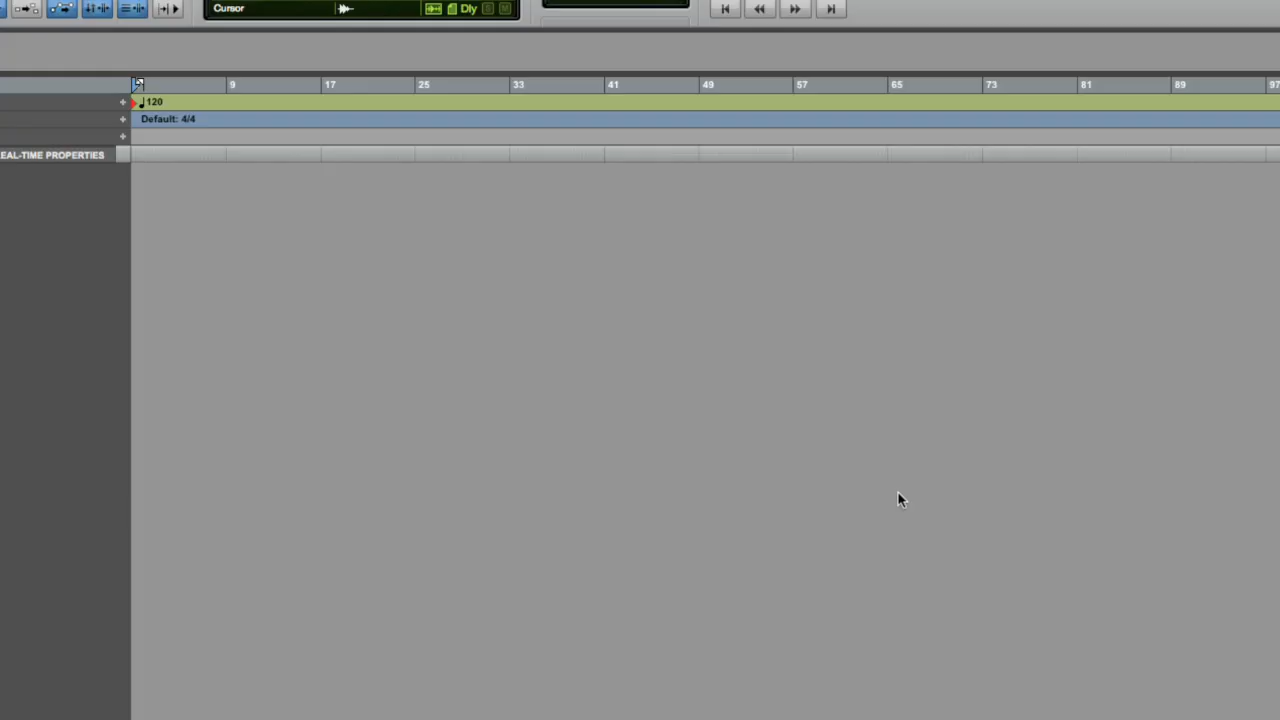 Cursor Dly S M
9 17 25 33 41 49 57 65 73 81 89 97
120
Default: 4/4
EAL-TIME PROPERTIES